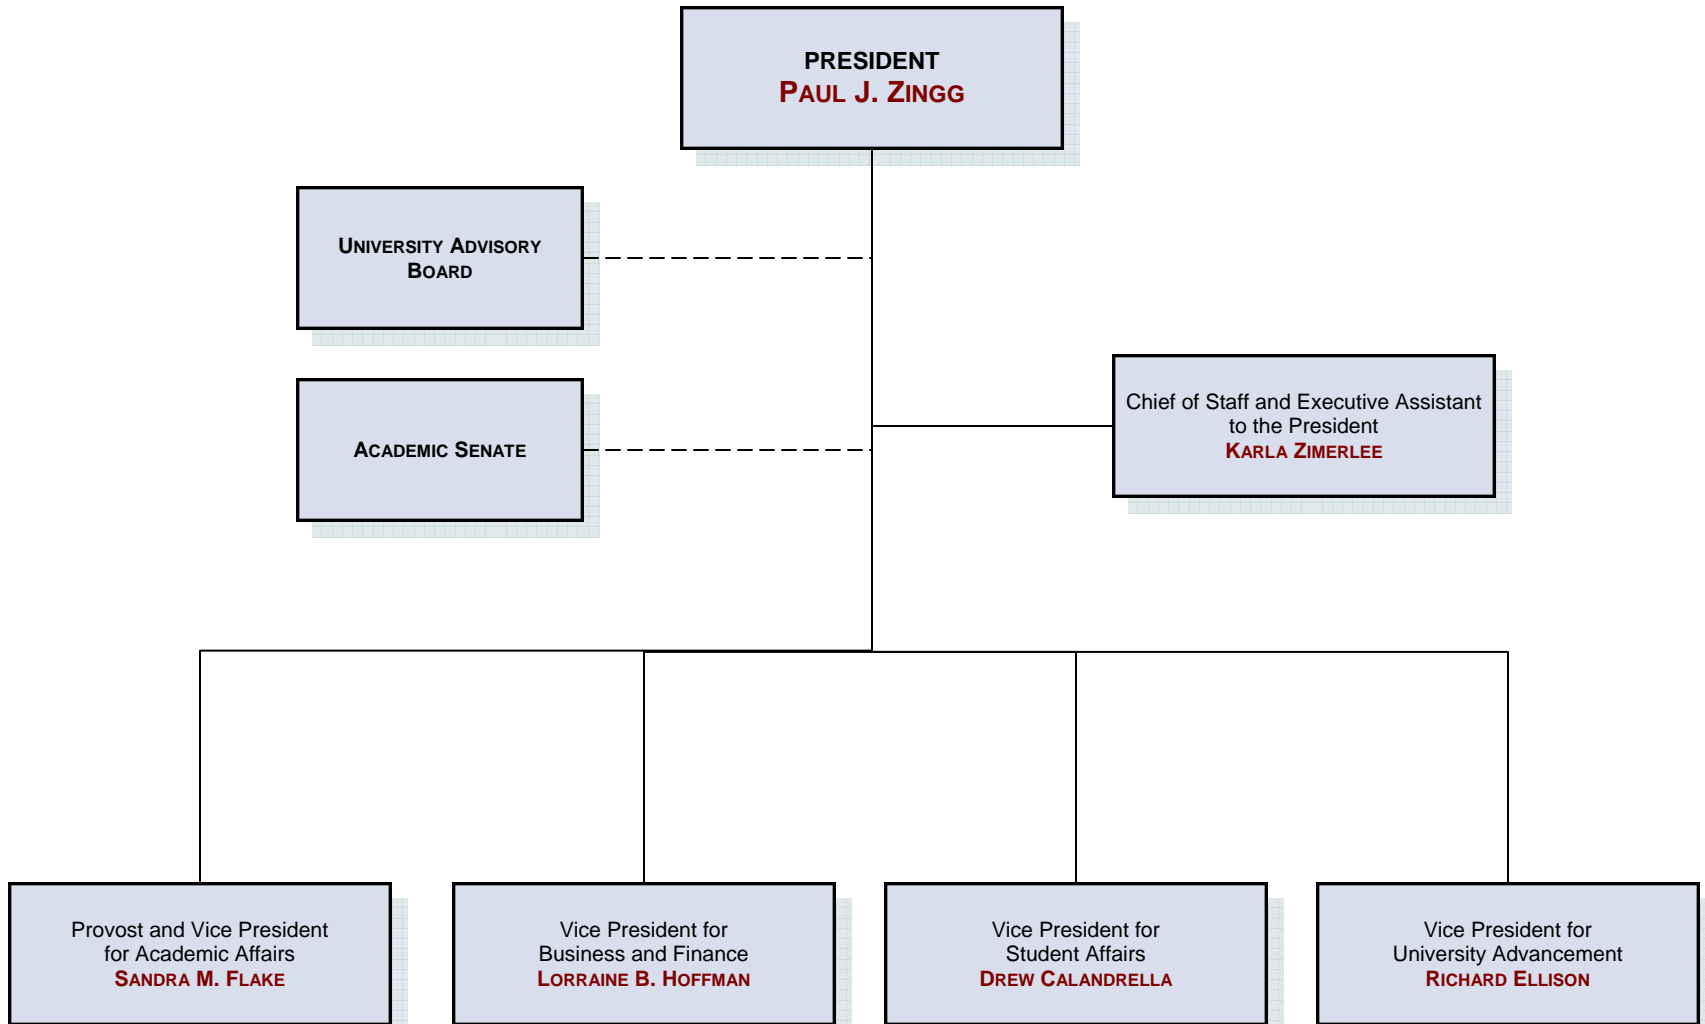 PRESIDENT
PAUL J. ZINGG
UNIVERSITY ADVISORY
BOARD
ACADEMIC SENATE
Chief of Staff and Executive Assistant
to the President
KARLA ZIMERLEE
Provost and Vice President
for Academic Affairs
SANDRA M. FLAKE
Vice President for
Business and Finance
LORRAINE B. HOFFMAN
Vice President for
Student Affairs
DREW CALANDRELLA
Vice President for
University Advancement
RICHARD ELLISON